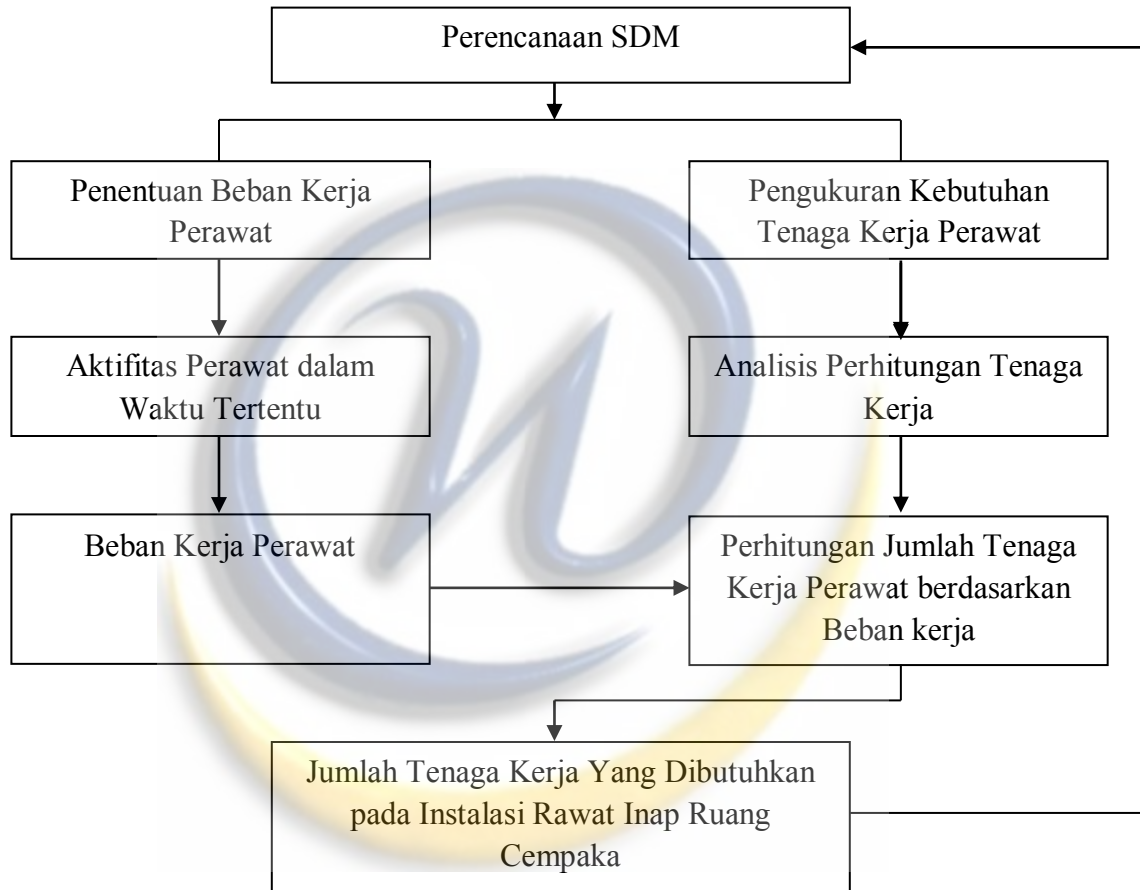 Perencanaan SDM
Penentuan Beban Kerja
Perawat
Pengukuran Kebutuhan
Tenaga Kerja Perawat
Aktifitas Perawat dalam
Waktu Tertentu
Analisis Perhitungan Tenaga
Kerja
Beban Kerja Perawat
Perhitungan Jumlah Tenaga
Kerja Perawat berdasarkan
Beban kerja
Jumlah Tenaga Kerja Yang Dibutuhkan
pada Instalasi Rawat Inap Ruang
Cempaka